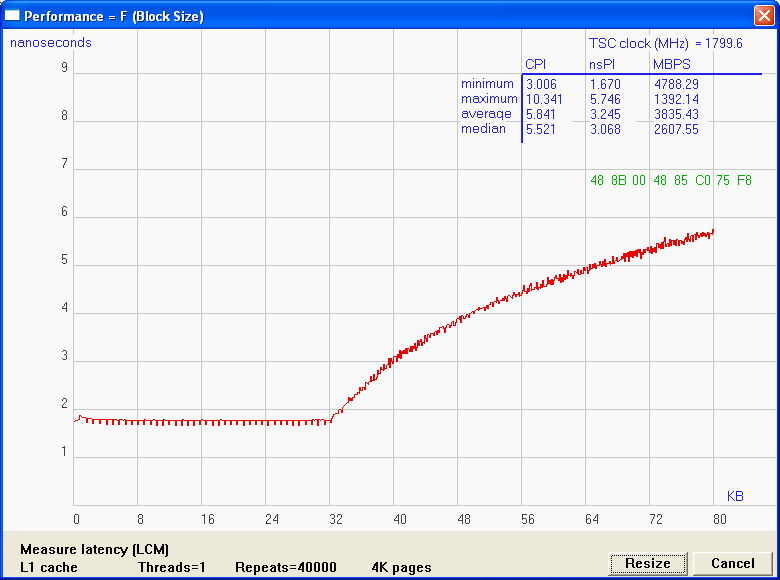 Performance = F (Block Size)
nanoseconds
TSC clock (MHz) = 1799.6
CPI nsPI MBPS
minimum 3.006 1.670 4788.29
maximum 10.341 5.746 1392.14
average 5.841 3.245 3835.43
median 5.521 3.068 2607.55
48 8B 00 48 85 C0 75 F8
9
8
7
6
5
4
3
2
1
KB
0 8 16 24 32 40 48 56 64 72 80
Measure latency (LCM)
L1 cache Threads=1 Repeats=40000 4K pages
Resize Cancel